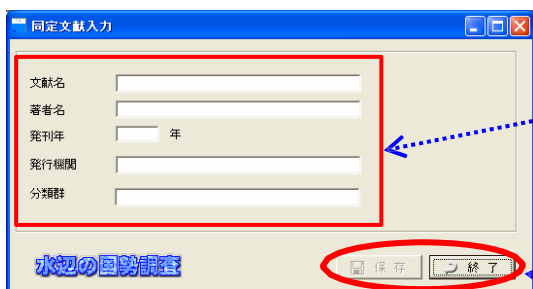 同定文献入力
文献名
著者名
発刊年 年
発行機関
分類群
水辺の国勢調査
保存 終了